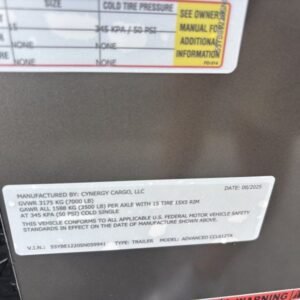 SIZE COLD TIRE PRESSURE
15 345 KPA / 50 PSI
NONE NONE
SEE OWNER'S
MANUAL FOR
ADDITIONAL
INFORMATION
MANUFACTURED BY: CYNERGY CARGO, LLC DATE: 08/2025
GVWR 3175 KG (7000 LB)
GAWR ALL 1588 KG (3500 LB) PER AXLE WITH 15 TIRE 15X5 RIM
AT 345 KPA (50 PSI) COLD SINGLE
THIS VEHICLE CONFORMS TO ALL APPLICABLE U.S. FEDERAL MOTOR VEHICLE SAFETY
STANDARDS IN EFFECT ON THE DATE OF MANUFACTURE SHOWN ABOVE
V.I.N.: TYPE: TRAILER MODEL: ADVANCED
WARNING